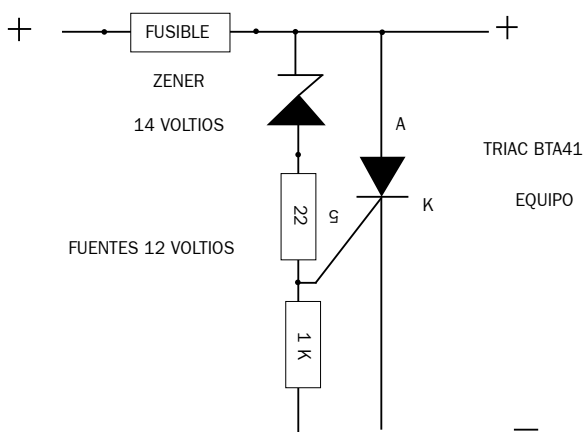 +
FUSIBLE
+
ZENER
14 VOLTIOS
A
TRIAC BTA41
K
EQUIPO
22
5
FUENTES 12 VOLTIOS
1 K
—